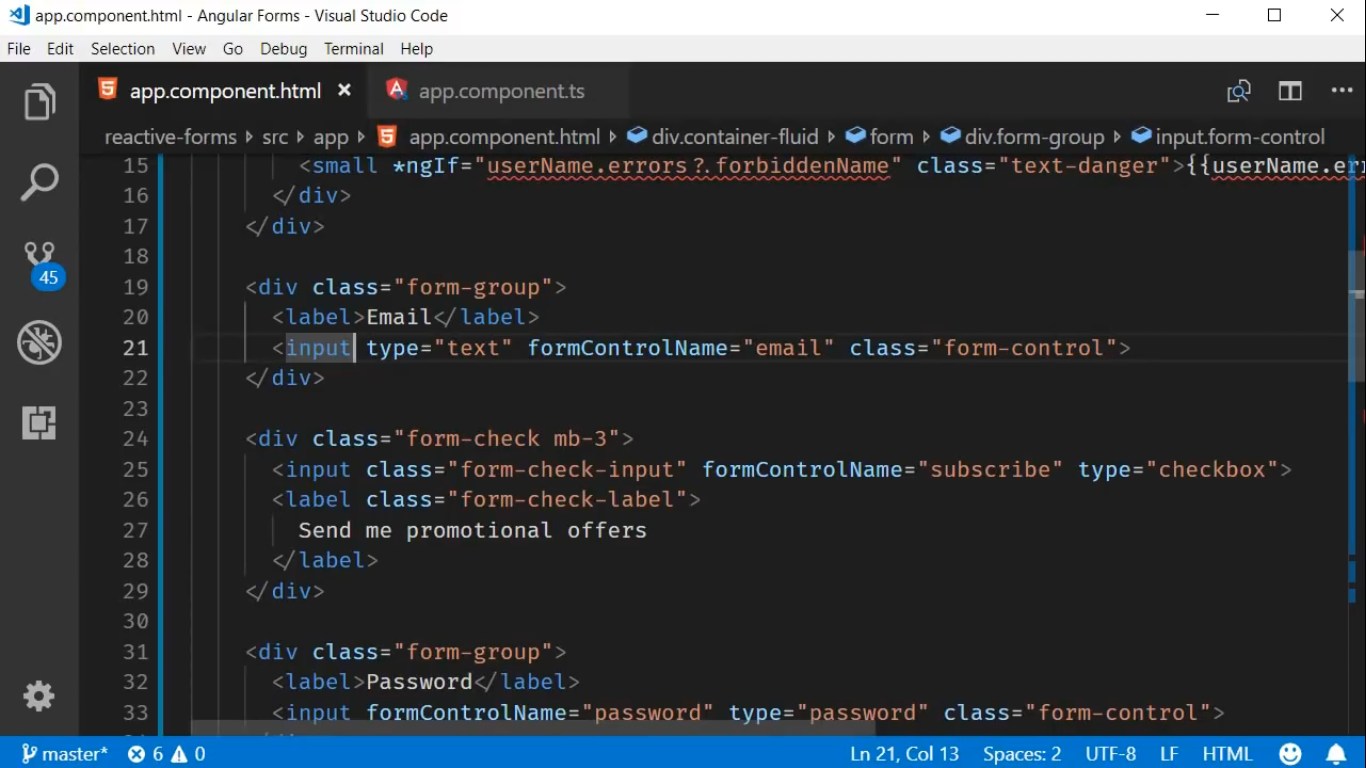 app.component.html - Angular Forms - Visual Studio Code
File Edit Selection View Go Debug Terminal Help
app.component.html app.component.ts
reactive-forms src app app.component.html div.container-fluid form div.form-group input.form-control
15 <small *ngIf="userName.errors?.forbiddenName" class="text-danger">{{userName.err
16 </div>
17 </div>
18
19 <div class="form-group">
20 <label>Email</label>
21 <input type="text" formControlName="email" class="form-control">
22 </div>
23
24 <div class="form-check mb-3">
25 <input class="form-check-input" formControlName="subscribe" type="checkbox">
26 <label class="form-check-label">
27 Send me promotional offers
28 </label>
29 </div>
30
31 <div class="form-group">
32 <label>Password</label>
33 <input formControlName="password" type="password" class="form-control">
45
master* 6 0 Ln 21, Col 13 Spaces: 2 UTF-8 LF HTML